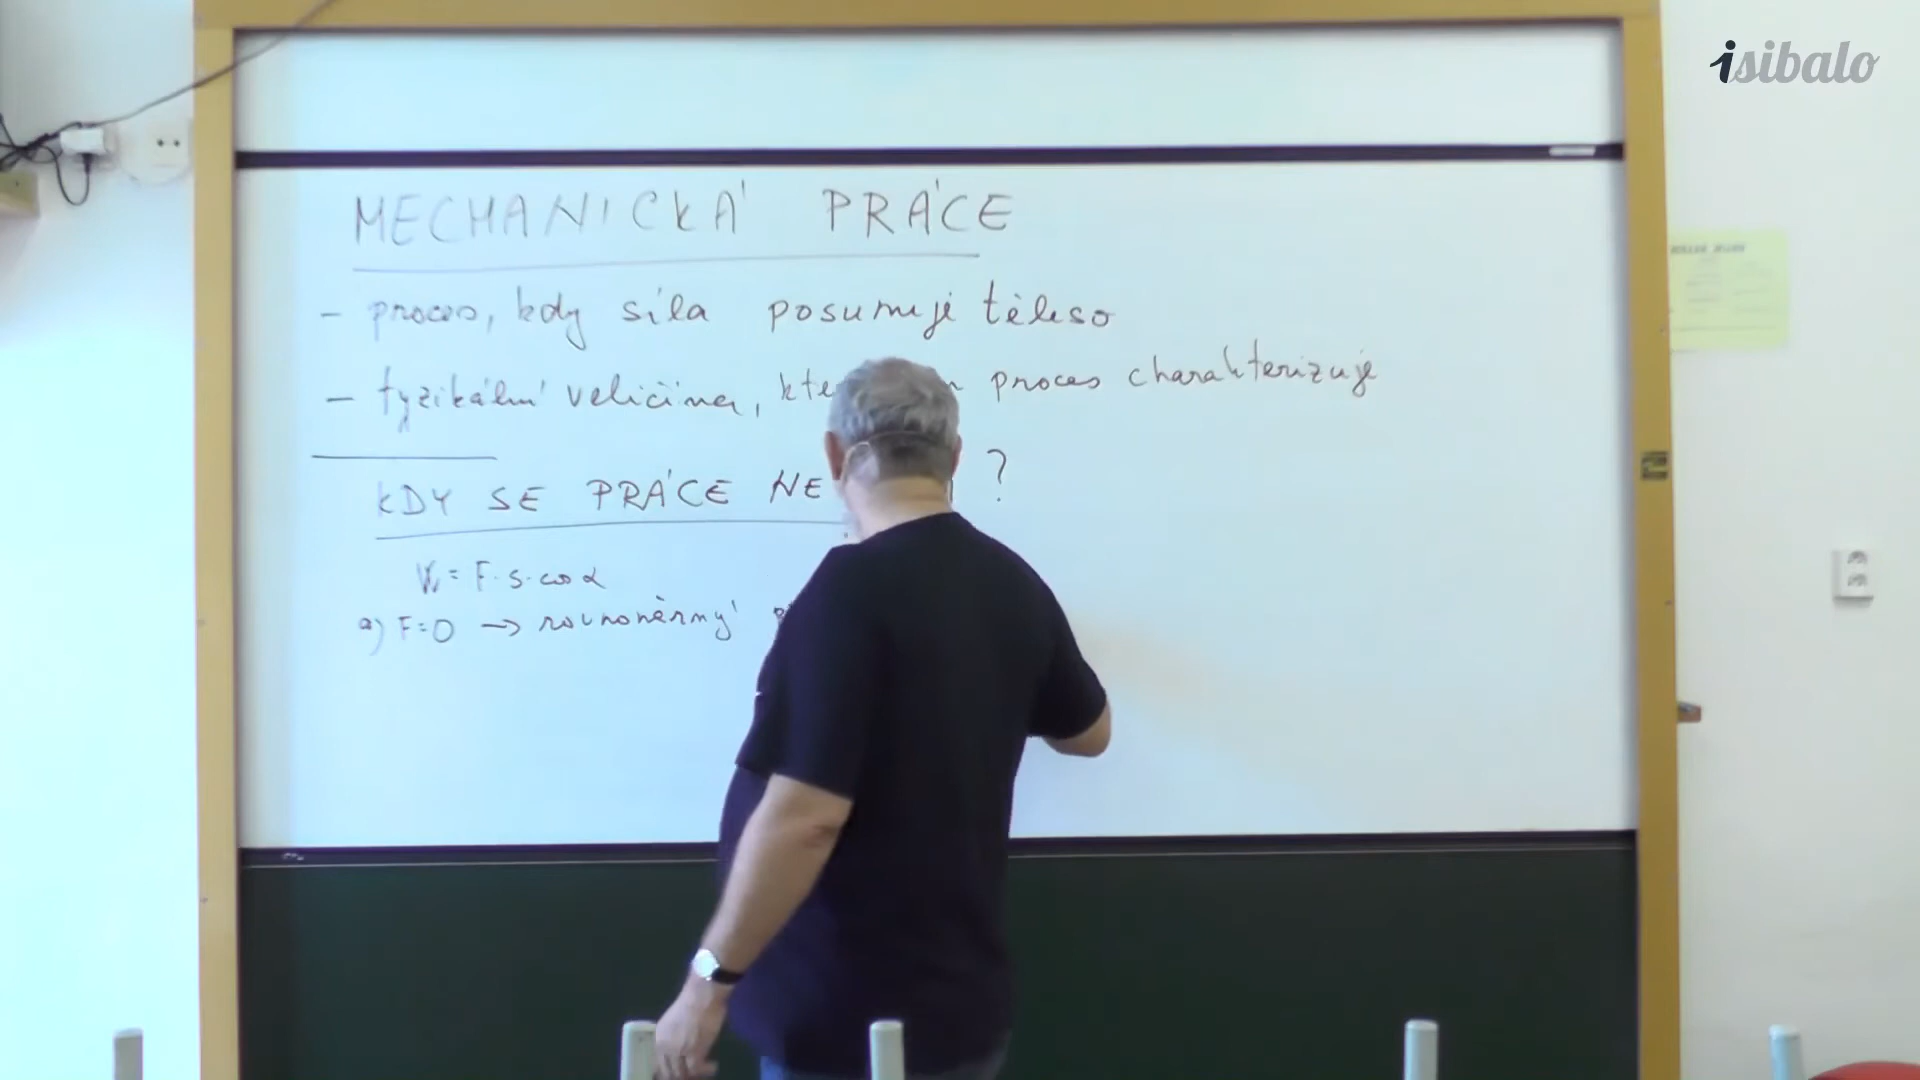 isibalo
MECHANICKÁ PRÁCE
- proces, kdy síla posunuje těleso
- fyzikální veličina, proces charakterizuje
KDY SE PRÁCE NE ?
W = F·s·cos α
a) F=0 → rovnoměrný